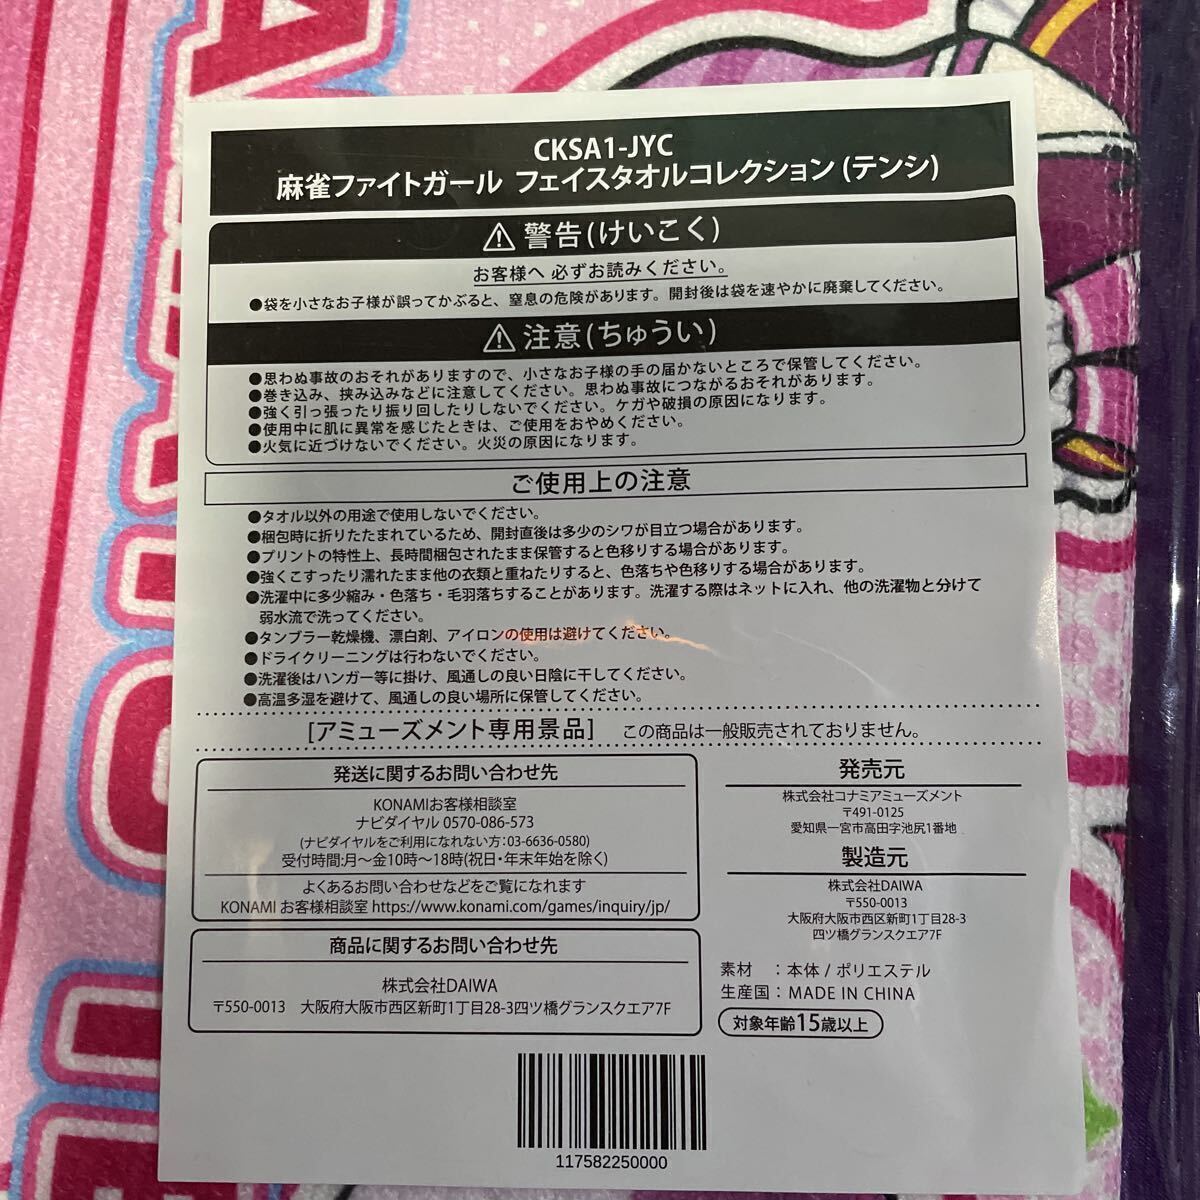 CKSA1-JYC
麻雀ファイトガール フェイスタオルコレクション(テンシ)
⚠警告(けいこく)
お客様へ 必ずお読みください。
●袋を小さなお子様が誤ってかぶると、窒息の危険があります。開封後は袋を速やかに廃棄してください。
⚠注意(ちゅうい)
●思わぬ事故のおそれがありますので、小さなお子様の手の届かないところで保管してください。
●巻き込み、挟み込みなどに注意してください。思わぬ事故につながるおそれがあります。
●強く引っ張ったり振り回したりしないでください。ケガや破損の原因になります。
●使用中に肌に異常を感じたときは、ご使用をおやめください。
●火気に近づけないでください。火災の原因になります。
ご使用上の注意
●タオル以外の用途で使用しないでください。
●梱包時に折りたたまれているため、開封直後は多少のシワが目立つ場合があります。
●プリントの特性上、長時間梱包されたまま保管すると色移りする場合があります。
●強くこすったり濡れたまま他の衣類と重ねたりすると、色落ちや色移りする場合があります。
●洗濯中に多少縮み・色落ち・毛羽落ちすることがあります。洗濯する際はネットに入れ、他の洗濯物と分けて
弱水流で洗ってください。
●タンブラー乾燥機、漂白剤、アイロンの使用は避けてください。
●ドライクリーニングは行わないでください。
●洗濯後はハンガー等に掛け、風通しの良い日陰に干してください。
●高温多湿を避けて、風通しの良い場所に保管してください。
[アミューズメント専用景品] この商品は一般販売されておりません。
発送に関するお問い合わせ先
KONAMIお客様相談室
ナビダイヤル 0570-086-573
(ナビダイヤルをご利用になれない方:03-6636-0580)
受付時間:月~金10時~18時(祝日・年末年始を除く)
よくあるお問い合わせなどをご覧になれます
KONAMI お客様相談室 https://www.konami.com/games/inquiry/jp/
商品に関するお問い合わせ先
株式会社DAIWA
〒550-0013 大阪府大阪市西区新町1丁目28-3四ツ橋グランスクエア7F
発売元
株式会社コナミアミューズメント
〒491-0125
愛知県一宮市高田字池尻1番地
製造元
株式会社DAIWA
〒550-0013
大阪府大阪市西区新町1丁目28-3
四ツ橋グランスクエア7F
素材 :本体/ポリエステル
生産国:MADE IN CHINA
対象年齢15歳以上
117582250000